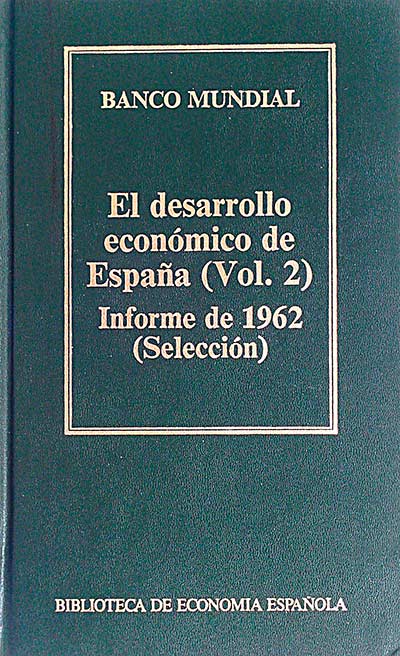 BANCO MUNDIAL
El desarrollo
económico de
España (Vol. 2)
Informe de 1962
(Selección)
BIBLIOTECA DE ECONOMIA ESPAÑOLA